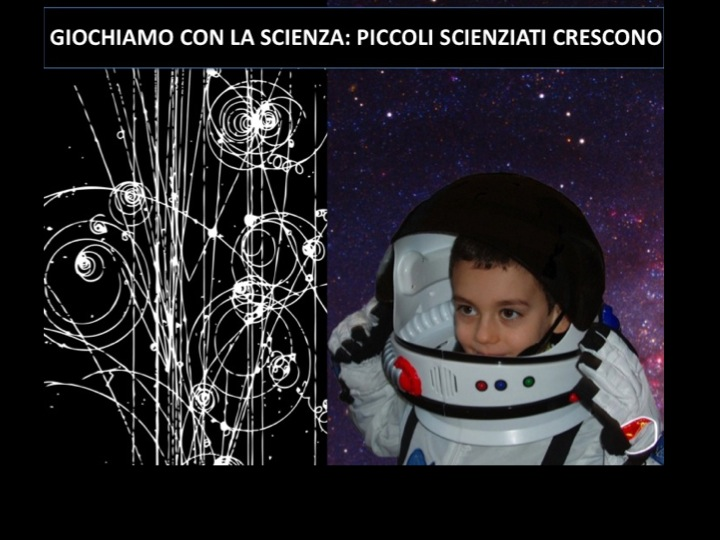 GIOCHIAMO CON LA SCIENZA: PICCOLI SCIENZIATI CRESCONO